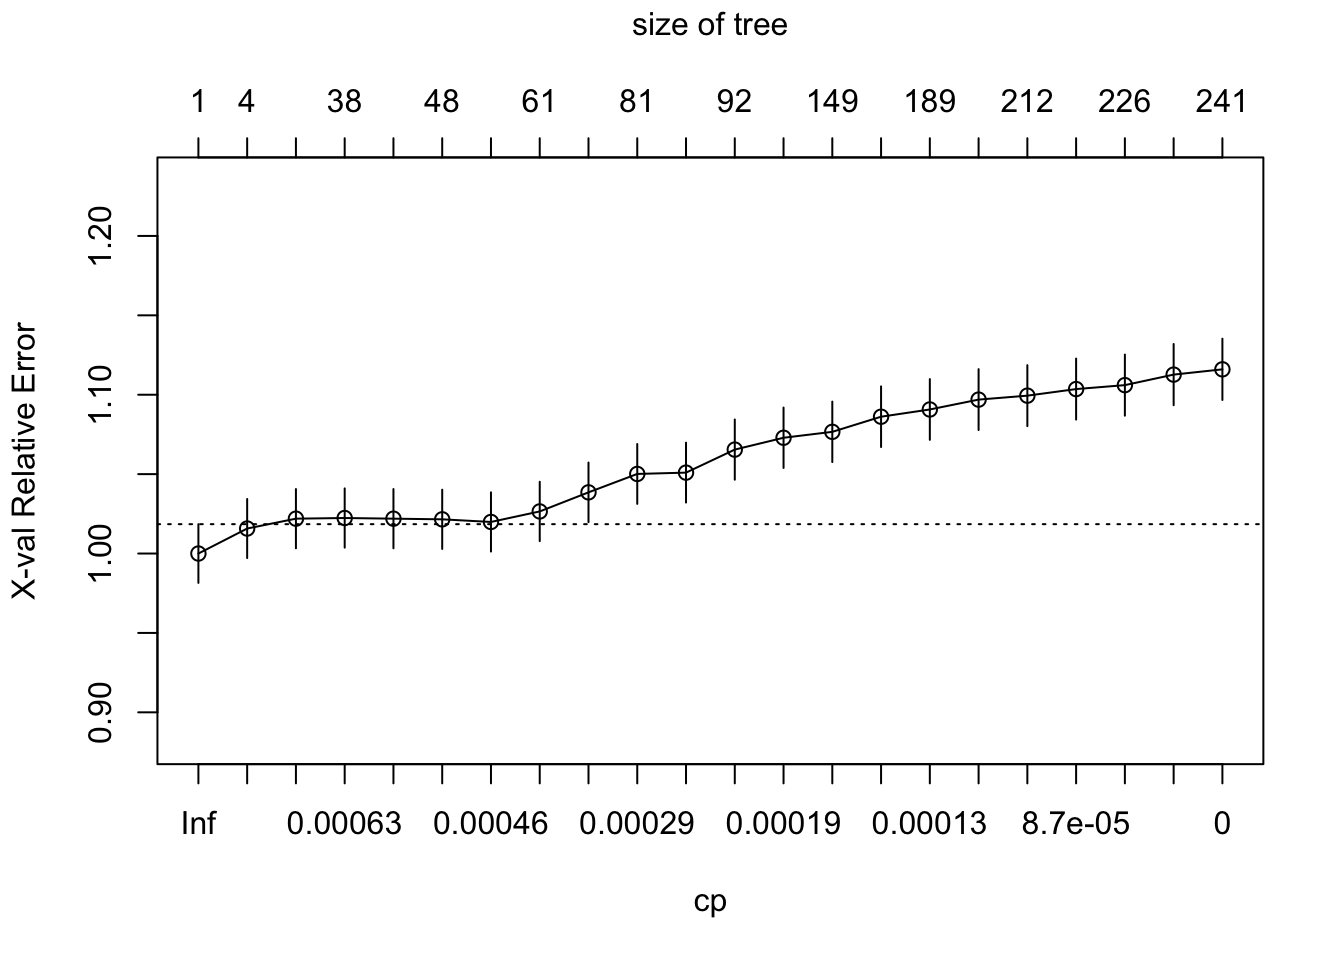 size of tree
1 4 38 48 61 81 92 149 189 212 226 241
X-val Relative Error
1.20
1.10
1.00
0.90
Inf 0.00063 0.00046 0.00029 0.00019 0.00013 8.7e-05 0
cp